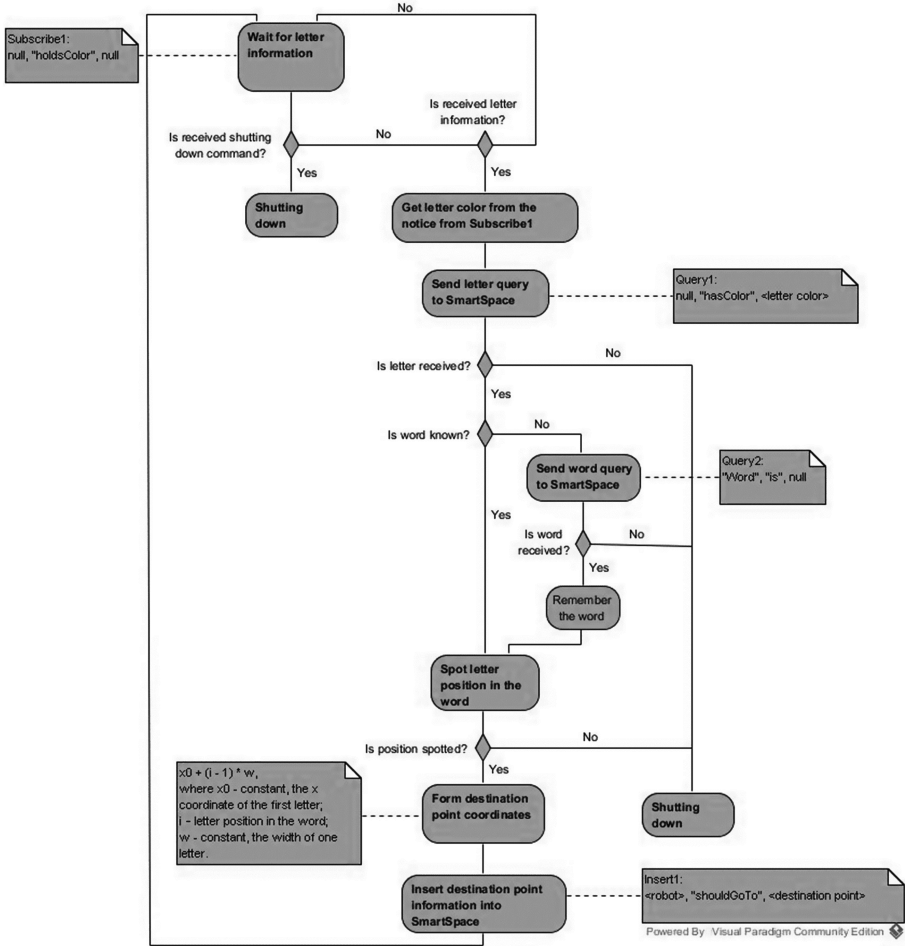 No
Wait for letter
information
Subscribe1:
null, "holdsColor", null
Is received letter
information?
Is received shutting
down command?
No
Yes
Yes
Shutting
down
Get letter color from the
notice from Subscribe1
Send letter query
to SmartSpace
Query1:
null, "hasColor", <letter color>
Is letter received?
No
Yes
Is word known?
No
Send word query
to SmartSpace
Query2:
"Word", "is", null
Yes
Is word
received?
No
Yes
Remember
the word
Spot letter
position in the
word
Is position spotted?
No
Yes
x0 + (i - 1) * w,
where x0 - constant, the x
coordinate of the first letter;
i - letter position in the word;
w - constant, the width of one
letter.
Form destination
point coordinates
Shutting
down
Insert destination point
information into
SmartSpace
Insert1:
<robot>, "shouldGoTo", <destination point>
Powered By Visual Paradigm Community Edition